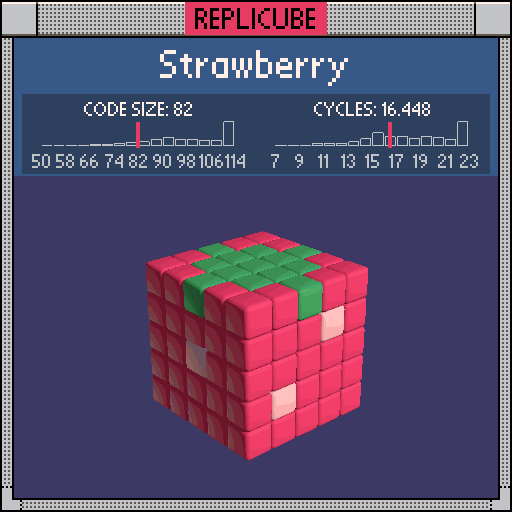 REPLICUBE
Strawberry
CODE SIZE: 82 CYCLES: 16.448
50 58 66 74 82 90 98 106 114 7 9 11 13 15 17 19 21 23